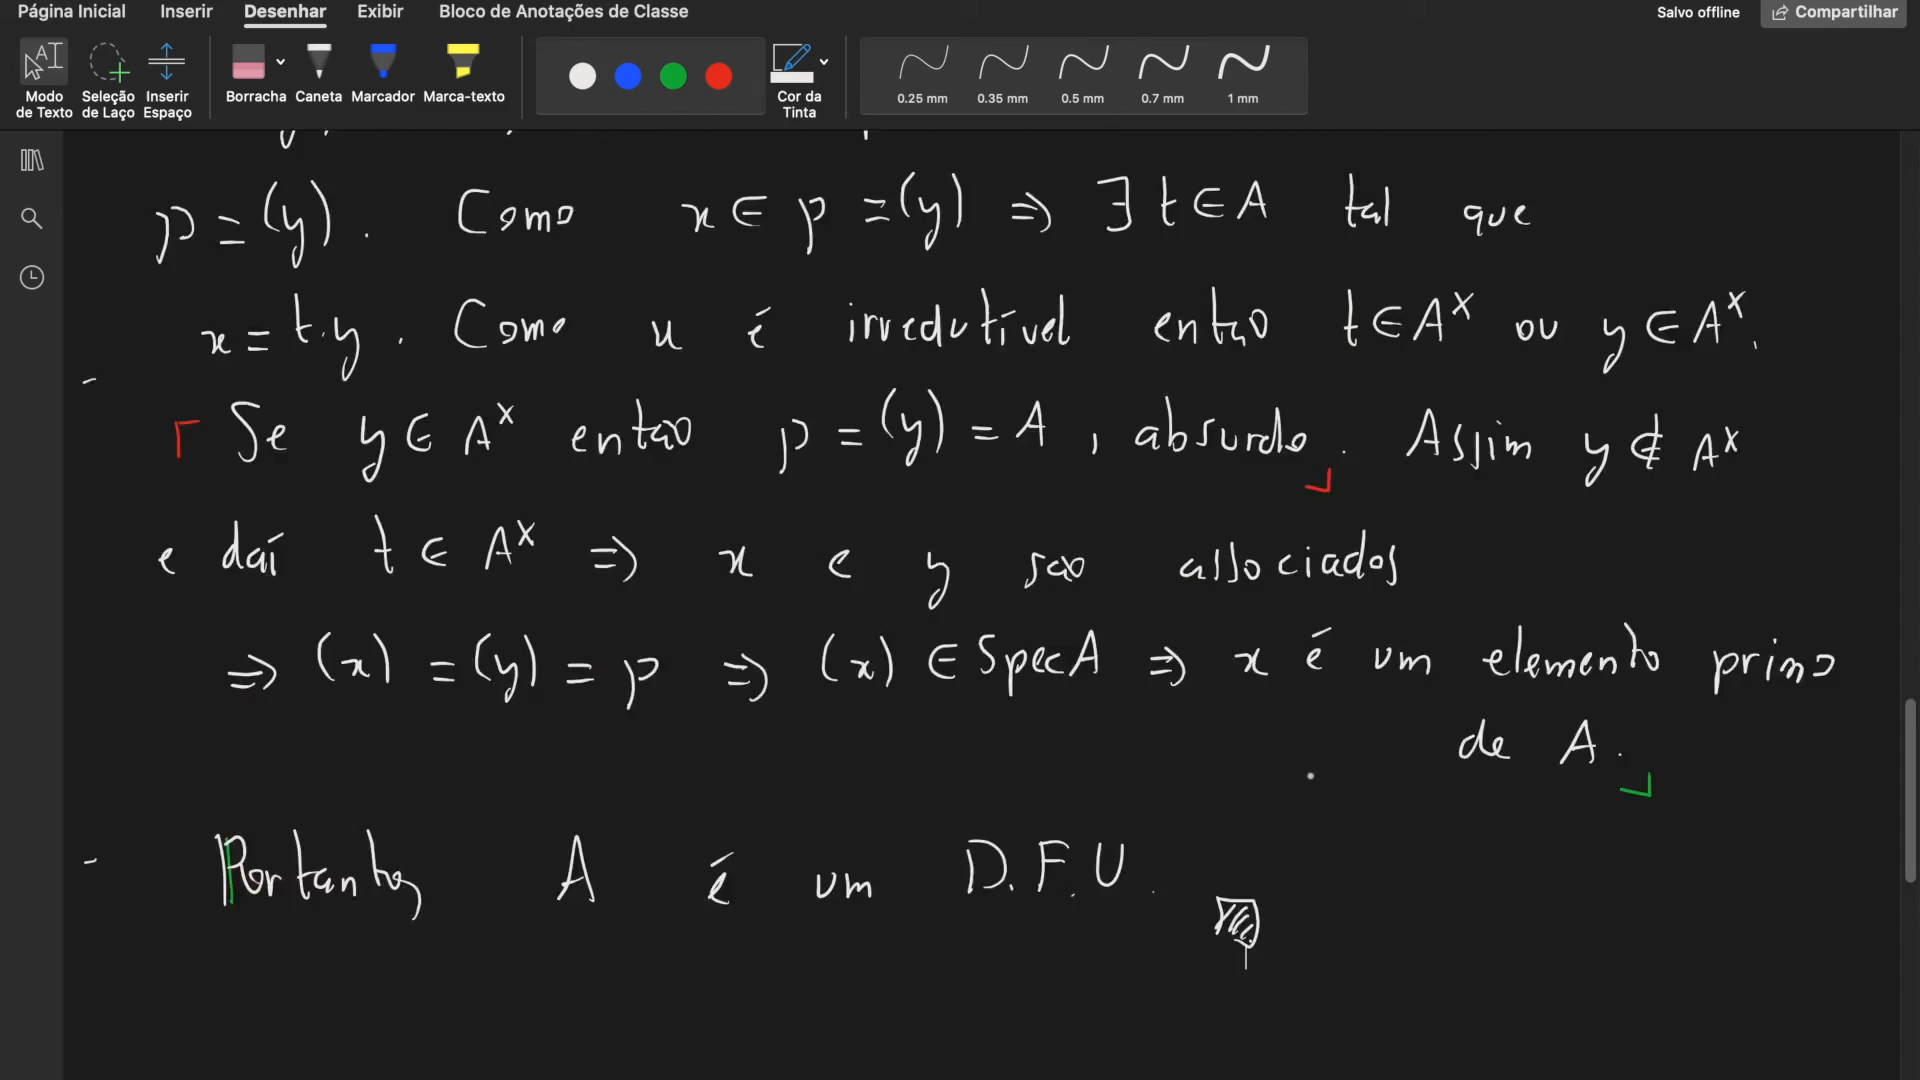 Página Inicial Inserir Desenhar Exibir Bloco de Anotações de Classe Salvo offline Compartilhar
Modo de Texto Seleção de Laço Inserir Espaço Borracha Caneta Marcador Marca-texto Cor da Tinta 0.25 mm 0.35 mm 0.5 mm 0.7 mm 1 mm
p = (y). Como x ∈ p = (y) ⇒ ∃ t ∈ A tal que
x = t.y. Como x é irredutível então t ∈ A^x ou y ∈ A^x.
Se y ∈ A^x então p = (y) = A, absurdo. Assim y ∉ A^x
e daí t ∈ A^x ⇒ x e y são associados
⇒ (x) = (y) = p ⇒ (x) ∈ Spec A ⇒ x é um elemento primo
de A.
Portanto, A é um D.F.U.